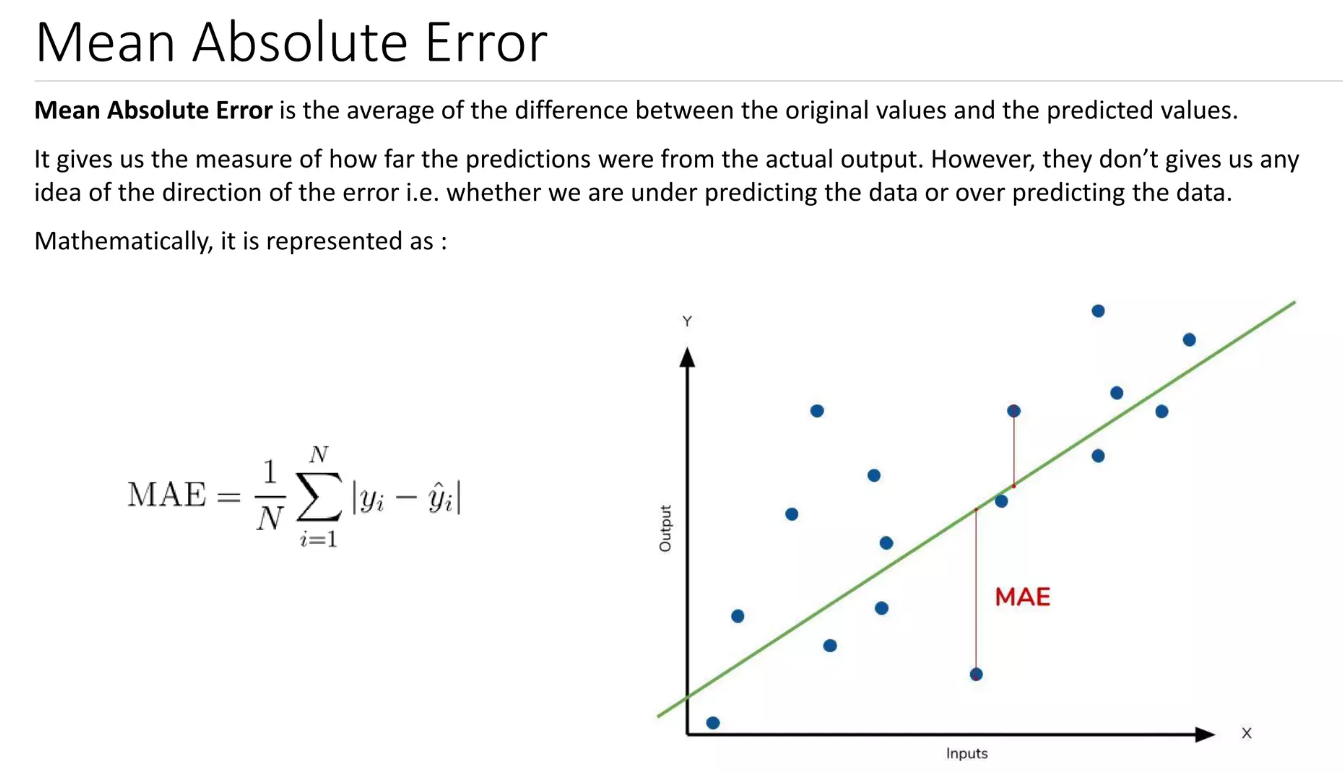 Mean Absolute Error
Mean Absolute Error is the average of the difference between the original values and the predicted values.
It gives us the measure of how far the predictions were from the actual output. However, they don’t gives us any
idea of the direction of the error i.e. whether we are under predicting the data or over predicting the data.
Mathematically, it is represented as :
MAE = \frac{1}{N} \sum_{i=1}^{N} |y_i − ŷ_i|
Y
Output
MAE
X
Inputs